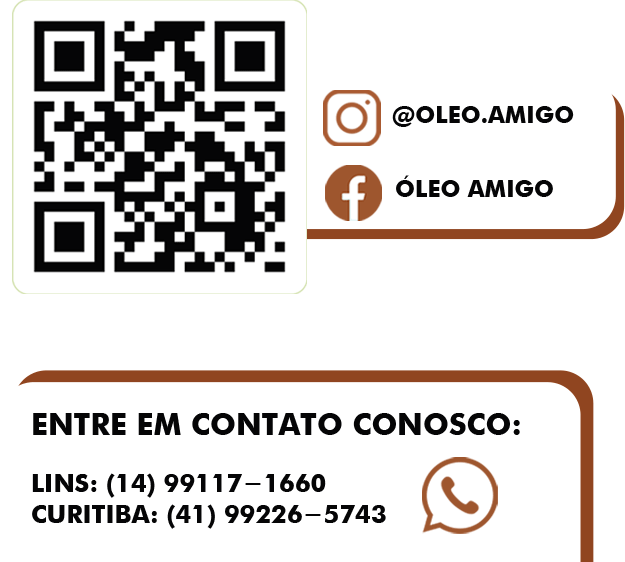 @OLEO.AMIGO
ÓLEO AMIGO
ENTRE EM CONTATO CONOSCO:
LINS: (14) 99117–1660
CURITIBA: (41) 99226–5743